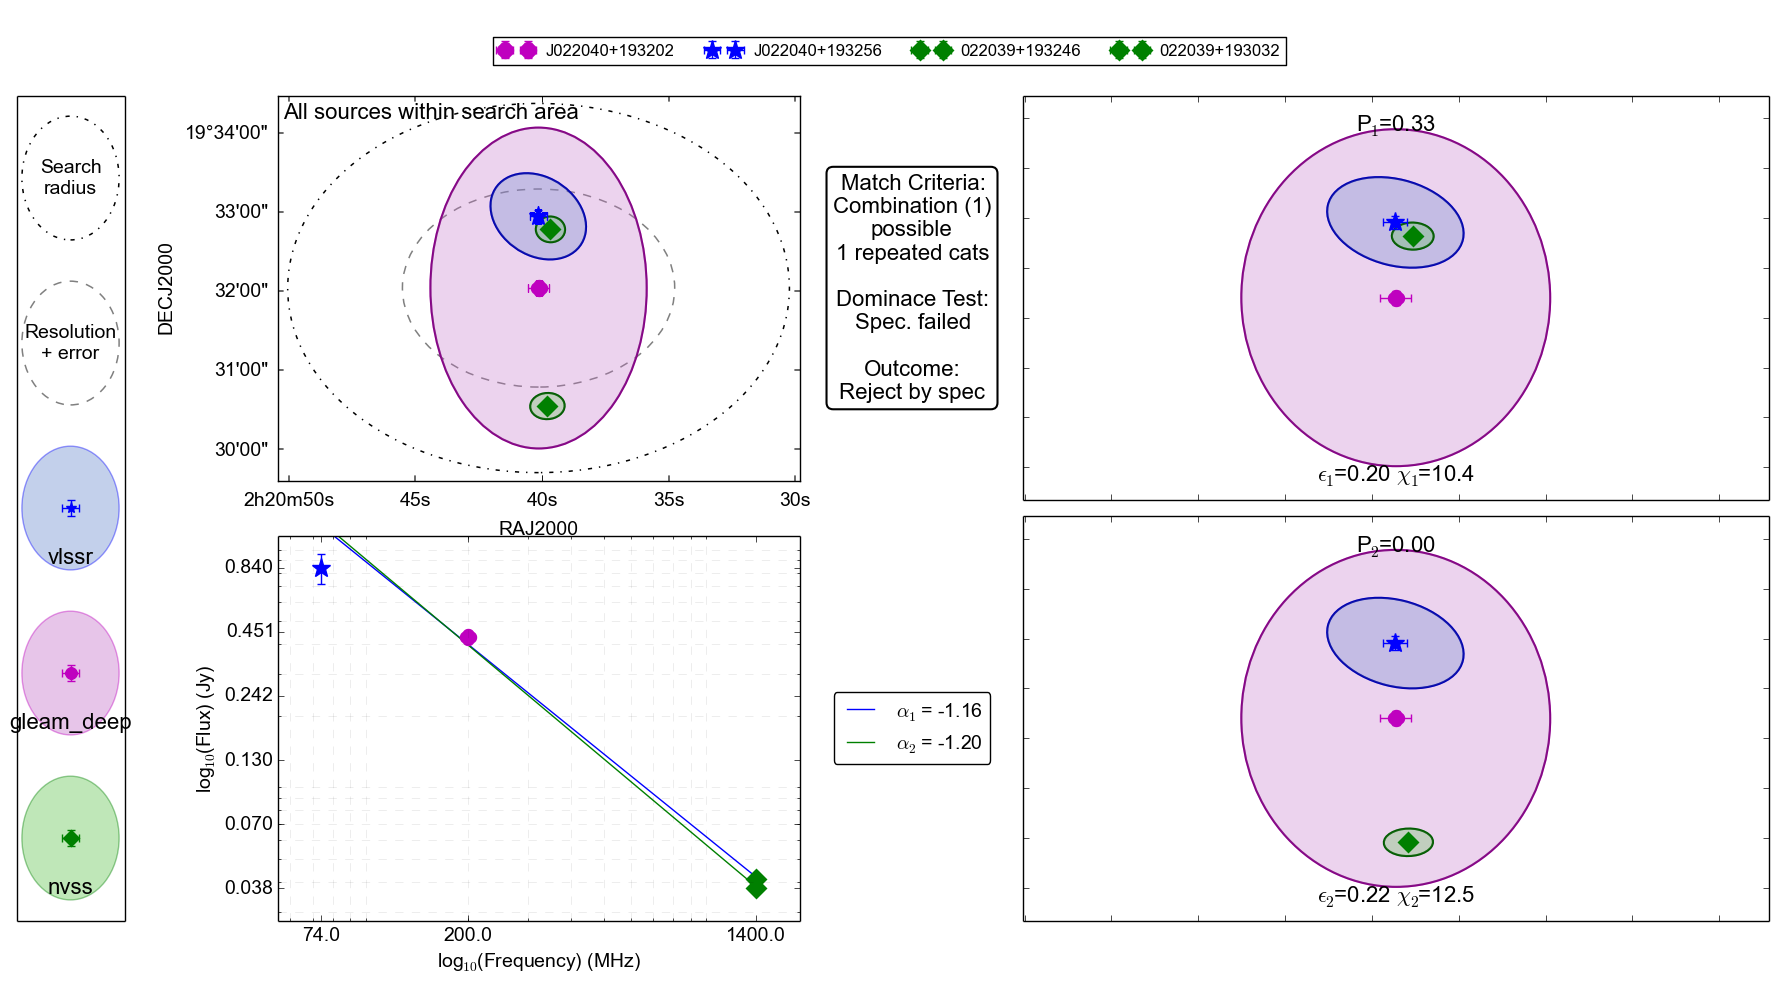 J022040+193202 J022040+193256 022039+193246 022039+193032
Search
radius
Resolution
+ error
vlssr
gleam_deep
nvss
All sources within search area
DECJ2000
19°34'00"
33'00"
32'00"
31'00"
30'00"
2h20m50s 45s 40s 35s 30s
RAJ2000
Match Criteria:
Combination (1)
possible
1 repeated cats
Dominace Test:
Spec. failed
Outcome:
Reject by spec
P1=0.33
ϵ1=0.20 χ1=10.4
log10(Flux) (Jy)
0.840
0.451
0.242
0.130
0.070
0.038
74.0 200.0 1400.0
log10(Frequency) (MHz)
α1 = -1.16
α2 = -1.20
P2=0.00
ϵ2=0.22 χ2=12.5